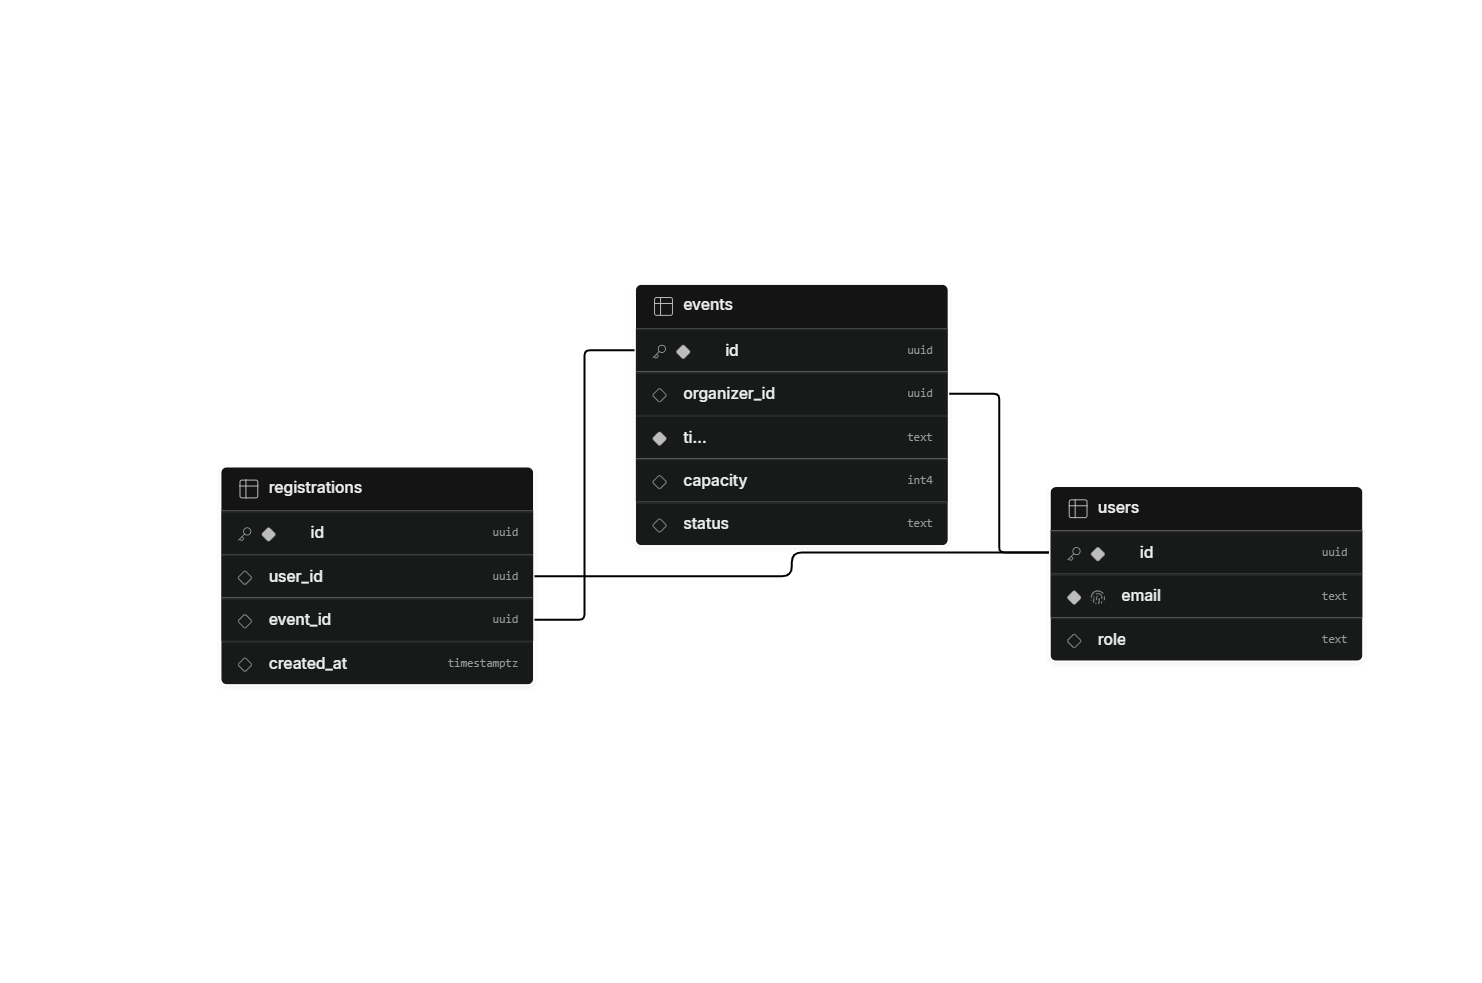 events
id uuid
organizer_id uuid
ti... text
capacity int4
status text
registrations
id uuid
user_id uuid
event_id uuid
created_at timestamptz
users
id uuid
email text
role text